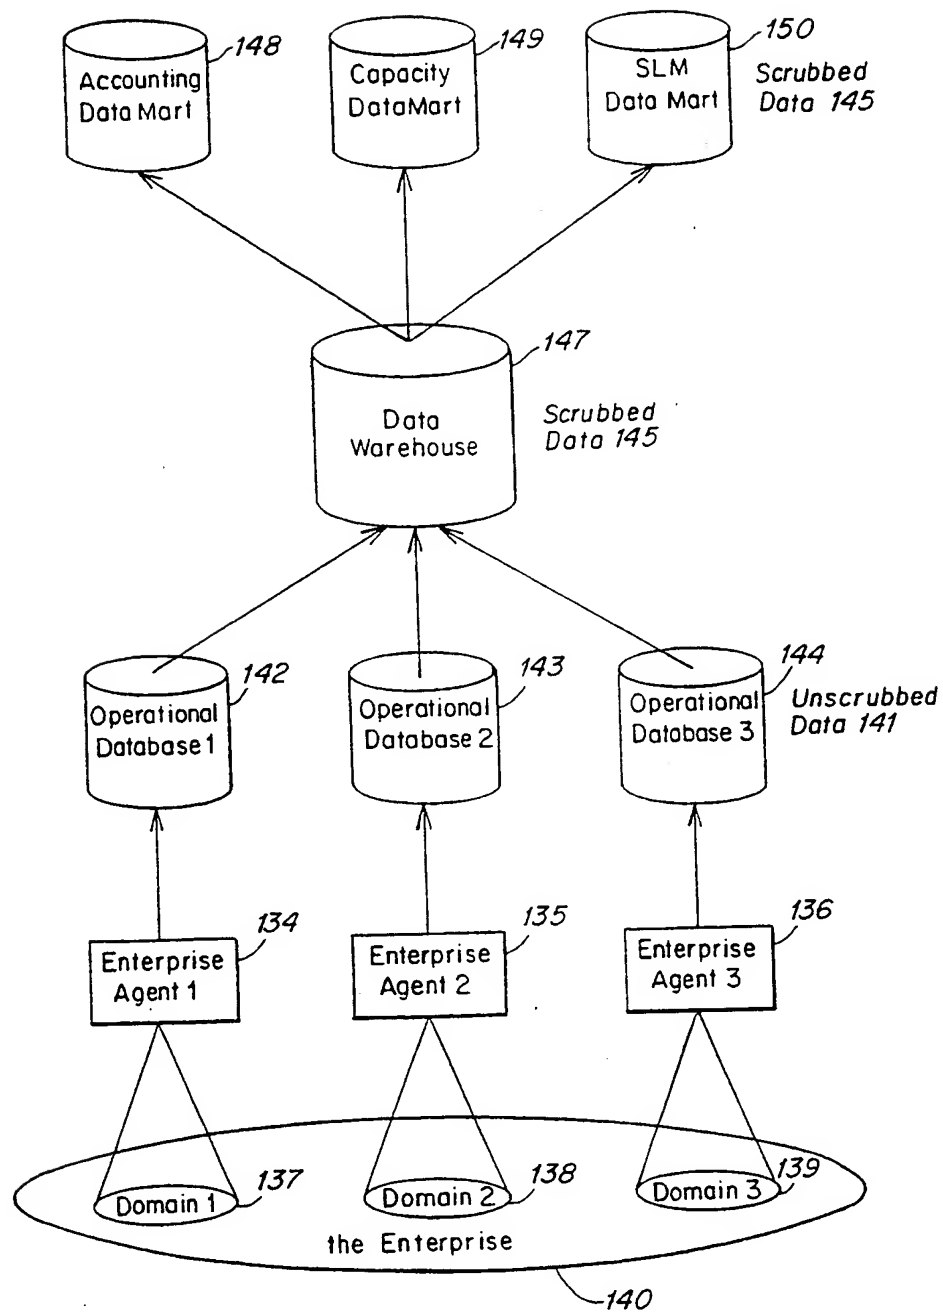 148
Accounting
Data Mart
149
Capacity
DataMart
150
SLM
Data Mart
Scrubbed
Data 145
147
Data
Warehouse
Scrubbed
Data 145
142
Operational
Database 1
143
Operational
Database 2
144
Operational
Database 3
Unscrubbed
Data 141
134
Enterprise
Agent 1
135
Enterprise
Agent 2
136
Enterprise
Agent 3
137
Domain 1
138
Domain 2
139
Domain 3
the Enterprise
140